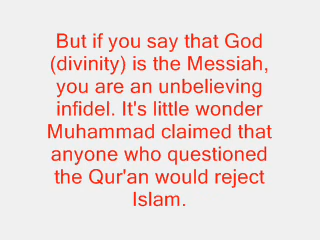 But if you say that God
(divinity) is the Messiah,
you are an unbelieving
infidel. It's little wonder
Muhammad claimed that
anyone who questioned
the Qur'an would reject
Islam.